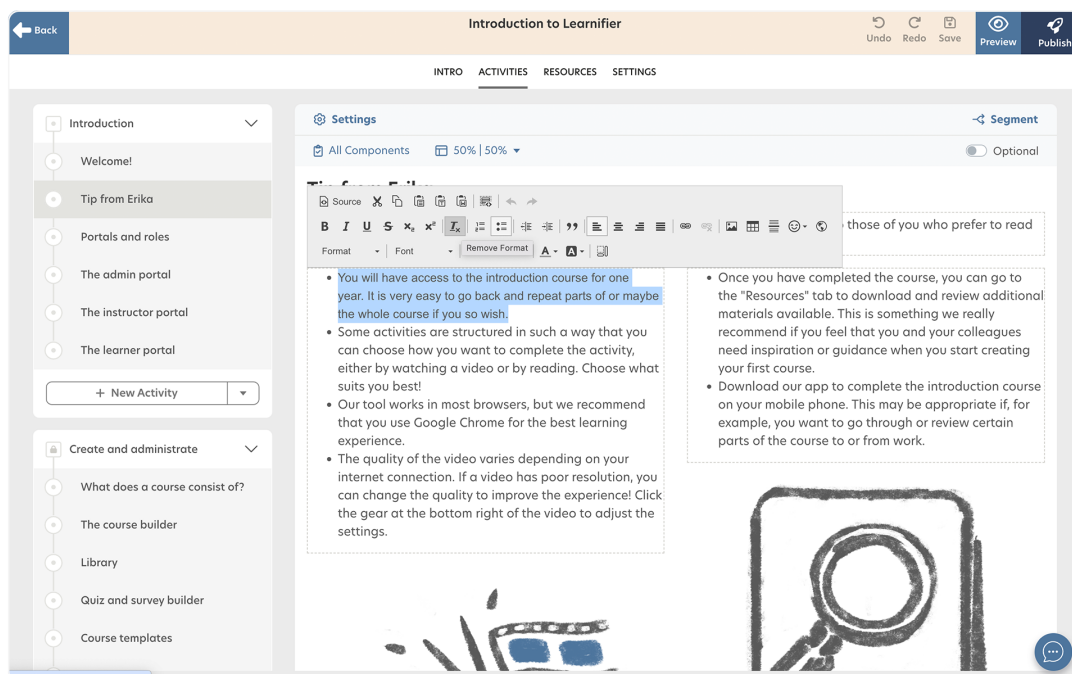 Back
Introduction to Learnifier
Undo Redo Save Preview Publish
INTRO ACTIVITIES RESOURCES SETTINGS
Introduction
Welcome!
Tip from Erika
Portals and roles
The admin portal
The instructor portal
The learner portal
+ New Activity
Create and administrate
What does a course consist of?
The course builder
Library
Quiz and survey builder
Course templates
Settings
Segment
All Components 50% | 50%
Optional
Tip from Erika
Source
B I U S x₂ x² Tx
Format Font Remove Format A A
those of you who prefer to read
You will have access to the introduction course for one
year. It is very easy to go back and repeat parts of or maybe
the whole course if you so wish.
Some activities are structured in such a way that you
can choose how you want to complete the activity,
either by watching a video or by reading. Choose what
suits you best!
Our tool works in most browsers, but we recommend
that you use Google Chrome for the best learning
experience.
The quality of the video varies depending on your
internet connection. If a video has poor resolution, you
can change the quality to improve the experience! Click
the gear at the bottom right of the video to adjust the
settings.
Once you have completed the course, you can go to
the "Resources" tab to download and review additional
materials available. This is something we really
recommend if you feel that you and your colleagues
need inspiration or guidance when you start creating
your first course.
Download our app to complete the introduction course
on your mobile phone. This may be appropriate if, for
example, you want to go through or review certain
parts of the course to or from work.